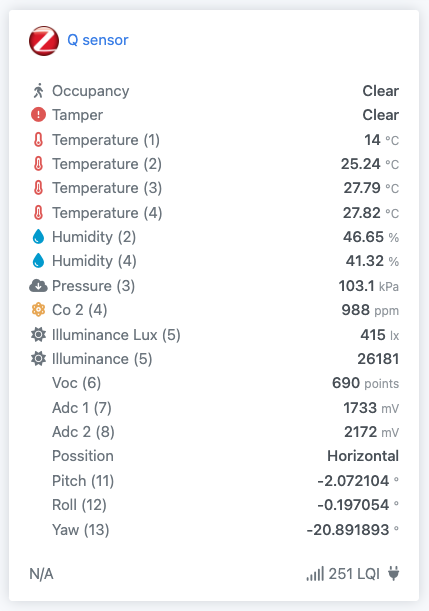 Q sensor
Occupancy Clear
Tamper Clear
Temperature (1) 14 °C
Temperature (2) 25.24 °C
Temperature (3) 27.79 °C
Temperature (4) 27.82 °C
Humidity (2) 46.65 %
Humidity (4) 41.32 %
Pressure (3) 103.1 kPa
Co 2 (4) 988 ppm
Illuminance Lux (5) 415 lx
Illuminance (5) 26181
Voc (6) 690 points
Adc 1 (7) 1733 mV
Adc 2 (8) 2172 mV
Possition Horizontal
Pitch (11) -2.072104 °
Roll (12) -0.197054 °
Yaw (13) -20.891893 °
N/A 251 LQI